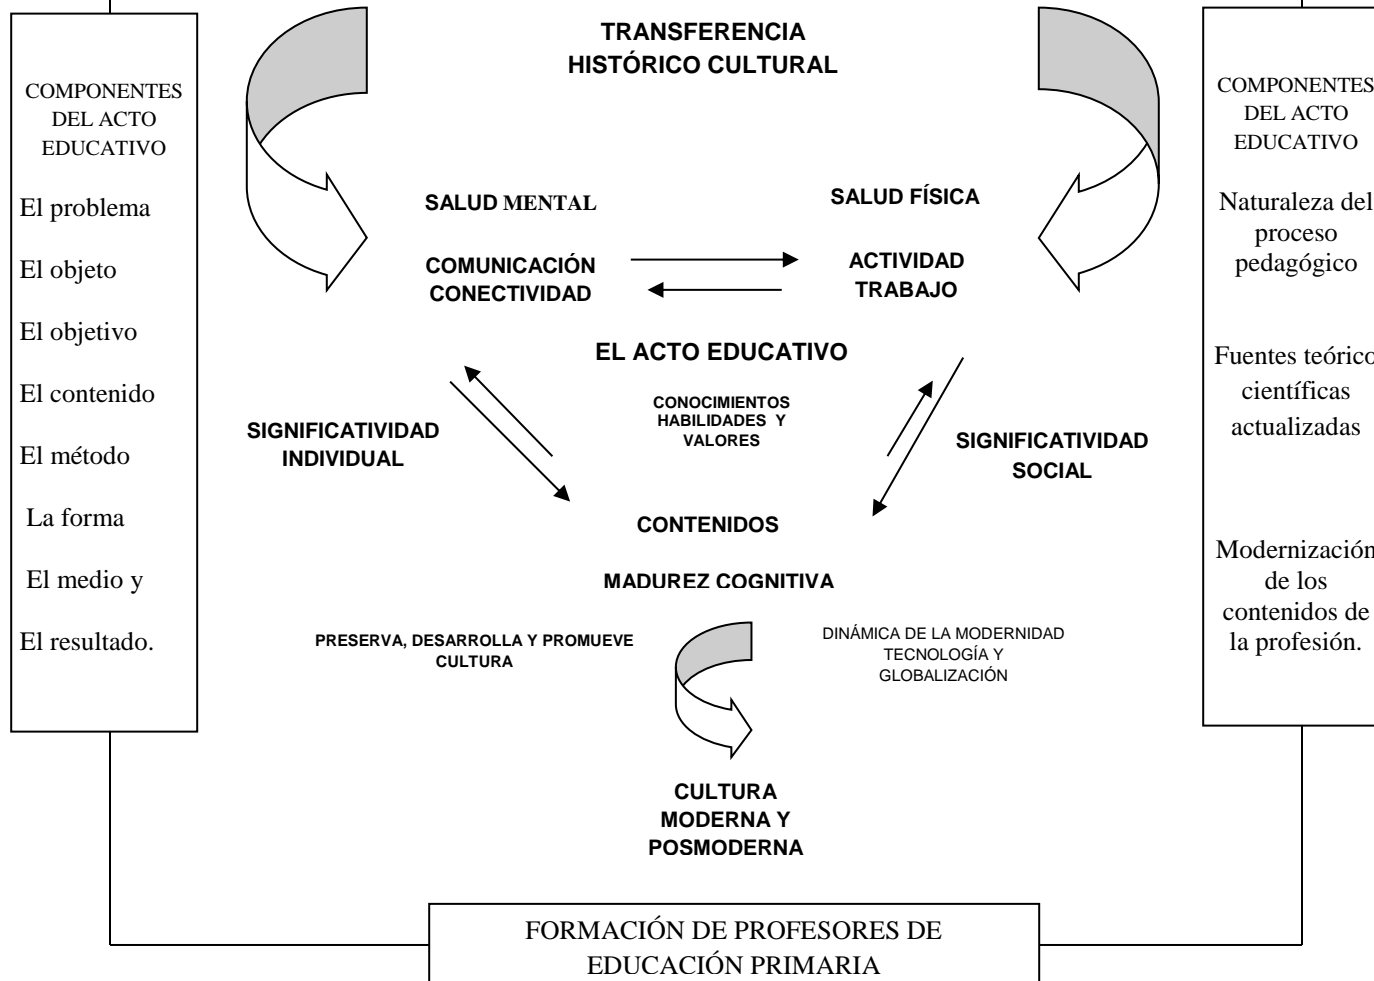 TRANSFERENCIA
HISTÓRICO CULTURAL
COMPONENTES
DEL ACTO
EDUCATIVO
El problema
El objeto
El objetivo
El contenido
El método
La forma
El medio y
El resultado.
SALUD MENTAL
SALUD FÍSICA
COMUNICACIÓN
CONECTIVIDAD
ACTIVIDAD
TRABAJO
EL ACTO EDUCATIVO
CONOCIMIENTOS
HABILIDADES Y
VALORES
SIGNIFICATIVIDAD
INDIVIDUAL
SIGNIFICATIVIDAD
SOCIAL
CONTENIDOS
MADUREZ COGNITIVA
PRESERVA, DESARROLLA Y PROMUEVE
CULTURA
DINÁMICA DE LA MODERNIDAD
TECNOLOGÍA Y
GLOBALIZACIÓN
CULTURA
MODERNA Y
POSMODERNA
COMPONENTES
DEL ACTO
EDUCATIVO
Naturaleza del
proceso
pedagógico
Fuentes teórico
científicas
actualizadas
Modernización
de los
contenidos de
la profesión.
FORMACIÓN DE PROFESORES DE
EDUCACIÓN PRIMARIA